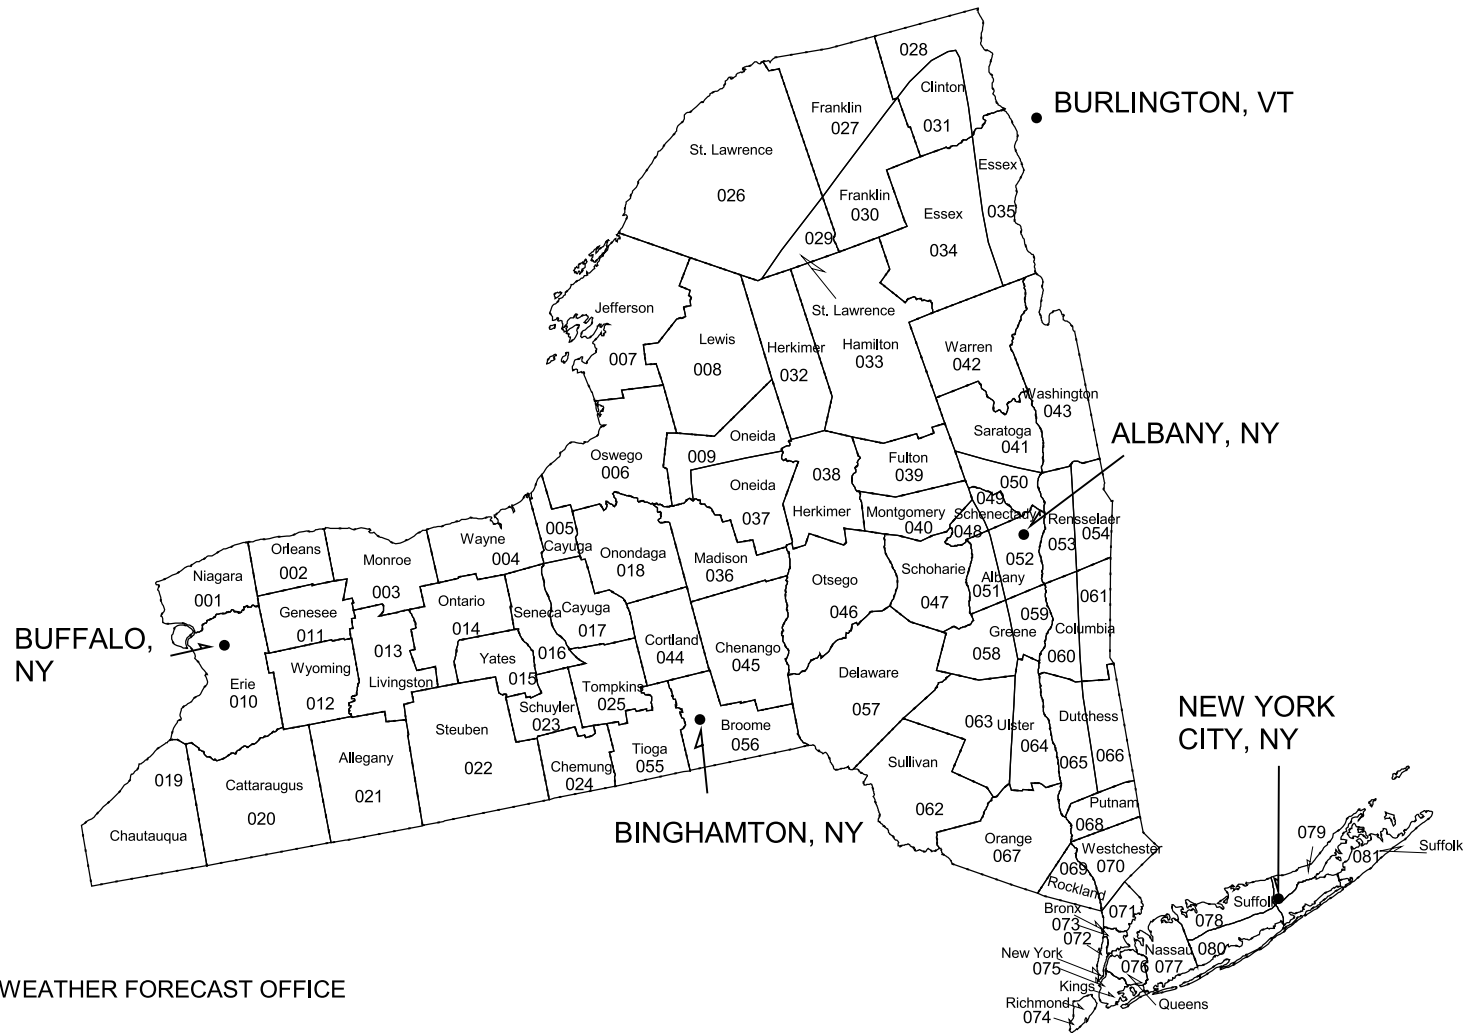 028
Clinton
031
BURLINGTON, VT
Franklin
027
St. Lawrence
026
Essex
035
Franklin
030
Essex
034
029
St. Lawrence
Jefferson
007
Lewis
008
Herkimer
032
Hamilton
033
Warren
042
Washington
043
Saratoga
041
ALBANY, NY
Oneida
009
Oswego
006
Oneida
037
038
Herkimer
Fulton
039
Montgomery
040
050
049
Schenectady
048
Rensselaer
053
054
052
Albany
051
Schoharie
047
Otsego
046
Madison
036
Onondaga
018
005
Cayuga
Wayne
004
Monroe
003
Orleans
002
Niagara
001
Genesee
011
Ontario
014
Seneca
016
Cayuga
017
Cortland
044
Chenango
045
Greene
058
059
061
Columbia
060
BUFFALO,
NY
Erie
010
Wyoming
012
013
Livingston
Yates
015
Schuyler
023
Tompkins
025
Delaware
057
Steuben
022
Chemung
024
Tioga
055
Broome
056
063
Ulster
064
Dutchess
065
066
NEW YORK
CITY, NY
019
Chautauqua
Cattaraugus
020
Allegany
021
BINGHAMTON, NY
Sullivan
062
Orange
067
Putnam
068
Westchester
070
069
Rockland
071
Bronx
073
072
New York
075
Kings
Richmond
074
076
Queens
Nassau
077
078
Suffolk
080
079
081
Suffolk
WEATHER FORECAST OFFICE